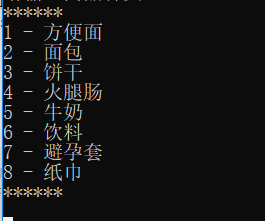 ******
1 - 方便面
2 - 面包
3 - 饼干
4 - 火腿肠
5 - 牛奶
6 - 饮料
7 - 避孕套
8 - 纸巾
******